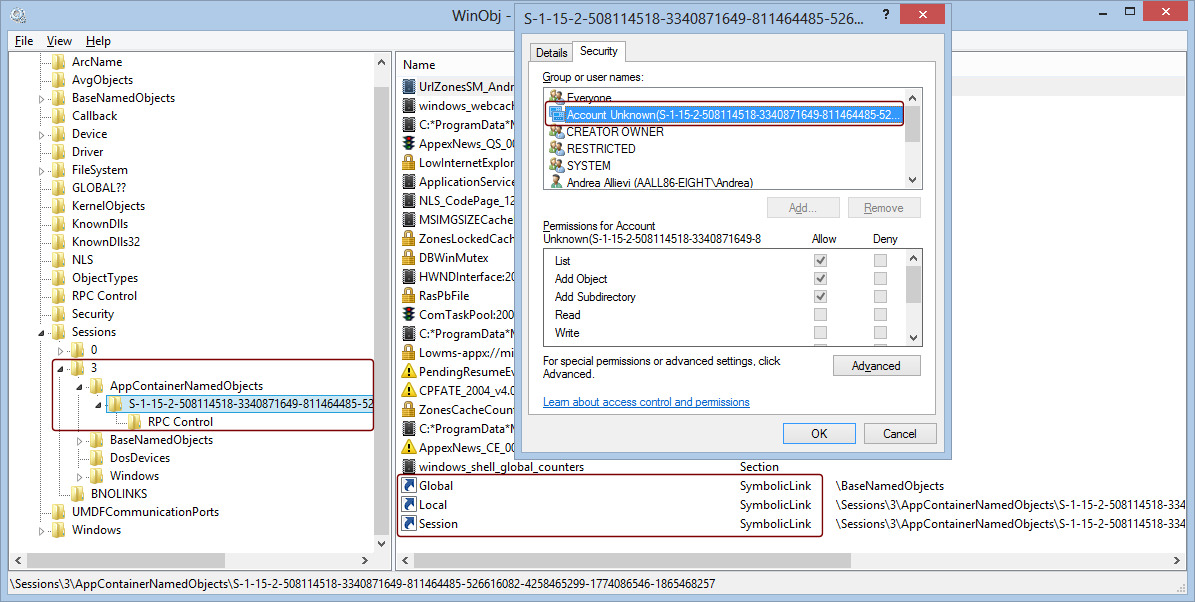 WinObj -
File View Help
ArcName
AvgObjects
BaseNamedObjects
Callback
Device
Driver
FileSystem
GLOBAL??
KernelObjects
KnownDlls
KnownDlls32
NLS
ObjectTypes
RPC Control
Security
Sessions
0
3
AppContainerNamedObjects
S-1-15-2-508114518-3340871649-811464485-52
RPC Control
BaseNamedObjects
DosDevices
Windows
BNOLINKS
UMDFCommunicationPorts
Windows
Name
UrlZonesSM_Andr
windows_webcach
C:*ProgramData*M
AppexNews_QS_00
LowInternetExplor
ApplicationService
NLS_CodePage_12
MSIMGSIZECache
ZonesLockedCach
DBWinMutex
HWNDInterface:20
RasPbFile
ComTaskPool:200
C:*ProgramData*M
Lowms-appx://mi
PendingResumeEv
CPFATE_2004_v4.0
ZonesCacheCount
C:*ProgramData*M
AppexNews_CE_00
windows_shell_global_counters Section
Global SymbolicLink \BaseNamedObjects
Local SymbolicLink \Sessions\3\AppContainerNamedObjects\S-1-15-2-508114518-334
Session SymbolicLink \Sessions\3\AppContainerNamedObjects\S-1-15-2-508114518-334
S-1-15-2-508114518-3340871649-811464485-526... ?
Details Security
Group or user names:
Everyone
Account Unknown(S-1-15-2-508114518-3340871649-811464485-52...
CREATOR OWNER
RESTRICTED
SYSTEM
Andrea Allievi (AALL86-EIGHT\Andrea)
Add... Remove
Permissions for Account
Unknown(S-1-15-2-508114518-3340871649-8 Allow Deny
List
Add Object
Add Subdirectory
Read
Write
For special permissions or advanced settings, click
Advanced.
Advanced
Learn about access control and permissions
OK Cancel
\Sessions\3\AppContainerNamedObjects\S-1-15-2-508114518-3340871649-811464485-526616082-4258465299-1774086546-1865468257